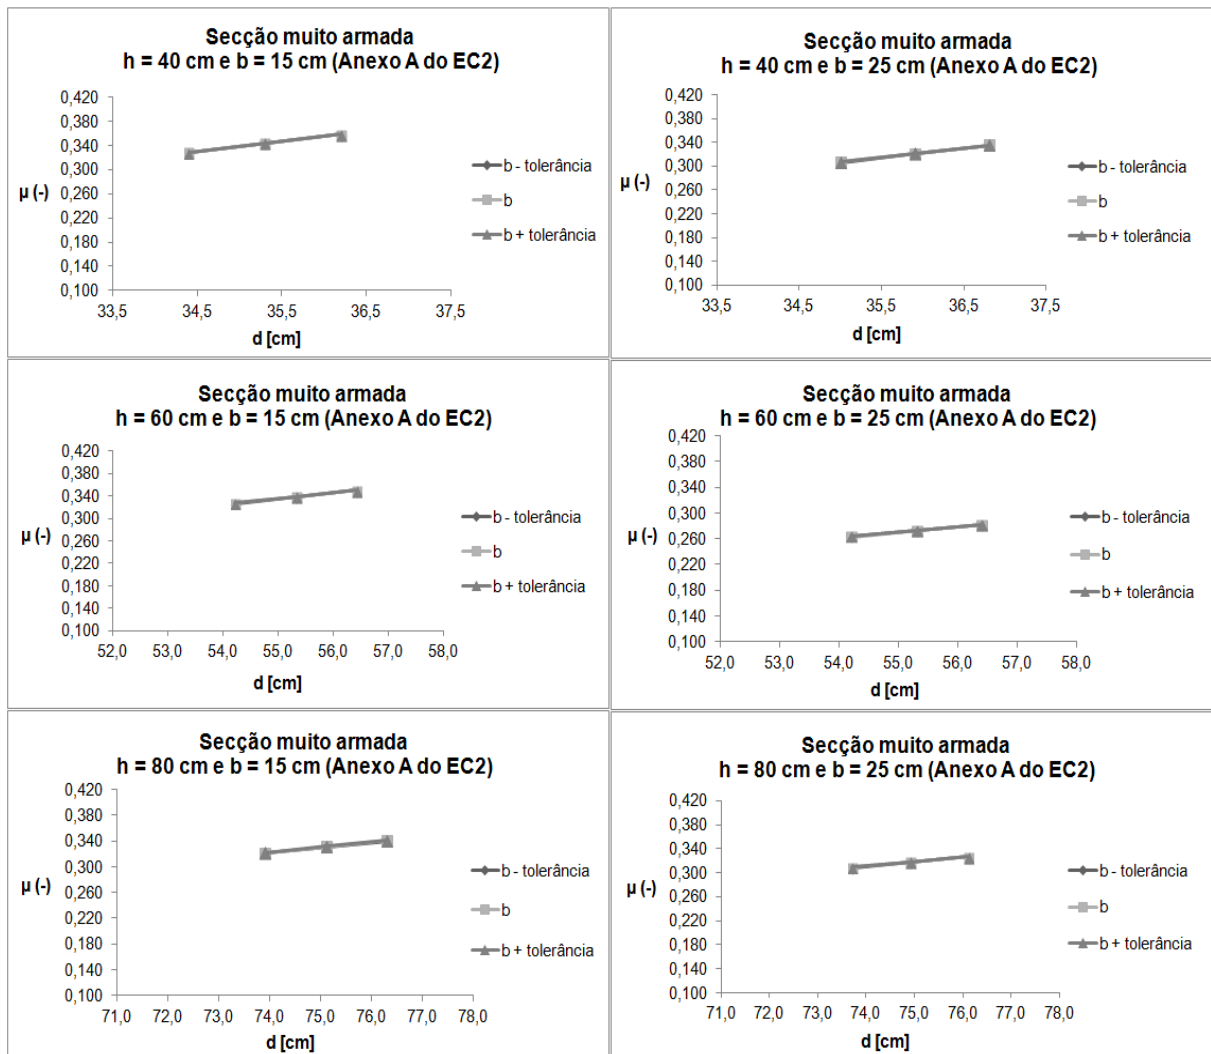 Secção muito armada
h = 40 cm e b = 15 cm (Anexo A do EC2)
0,420
0,380
0,340
0,300
0,260
0,220
0,180
0,140
0,100
µ (-)
33,5 34,5 35,5 36,5 37,5
d [cm]
b - tolerância
b
b + tolerância
Secção muito armada
h = 40 cm e b = 25 cm (Anexo A do EC2)
0,420
0,380
0,340
0,300
0,260
0,220
0,180
0,140
0,100
µ (-)
33,5 34,5 35,5 36,5 37,5
d [cm]
b - tolerância
b
b + tolerância
Secção muito armada
h = 60 cm e b = 15 cm (Anexo A do EC2)
0,420
0,380
0,340
0,300
0,260
0,220
0,180
0,140
0,100
µ (-)
52,0 53,0 54,0 55,0 56,0 57,0 58,0
d [cm]
b - tolerância
b
b + tolerância
Secção muito armada
h = 60 cm e b = 25 cm (Anexo A do EC2)
0,420
0,380
0,340
0,300
0,260
0,220
0,180
0,140
0,100
µ (-)
52,0 53,0 54,0 55,0 56,0 57,0 58,0
d [cm]
b - tolerância
b
b + tolerância
Secção muito armada
h = 80 cm e b = 15 cm (Anexo A do EC2)
0,420
0,380
0,340
0,300
0,260
0,220
0,180
0,140
0,100
µ (-)
71,0 72,0 73,0 74,0 75,0 76,0 77,0 78,0
d [cm]
b - tolerância
b
b + tolerância
Secção muito armada
h = 80 cm e b = 25 cm (Anexo A do EC2)
0,420
0,380
0,340
0,300
0,260
0,220
0,180
0,140
0,100
µ (-)
71,0 72,0 73,0 74,0 75,0 76,0 77,0 78,0
d [cm]
b - tolerância
b
b + tolerância